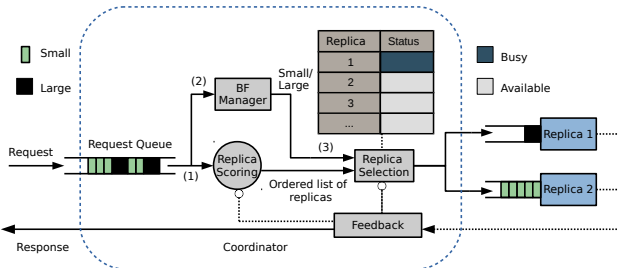 Small
Large
Replica Status
1
2
3
...
Busy
Available
(2)
BF
Manager
Small/
Large
Request Queue
Request
(1)
Replica
Scoring
(3)
Ordered list of
replicas
Replica
Selection
Replica 1
Replica 2
Feedback
Response
Coordinator